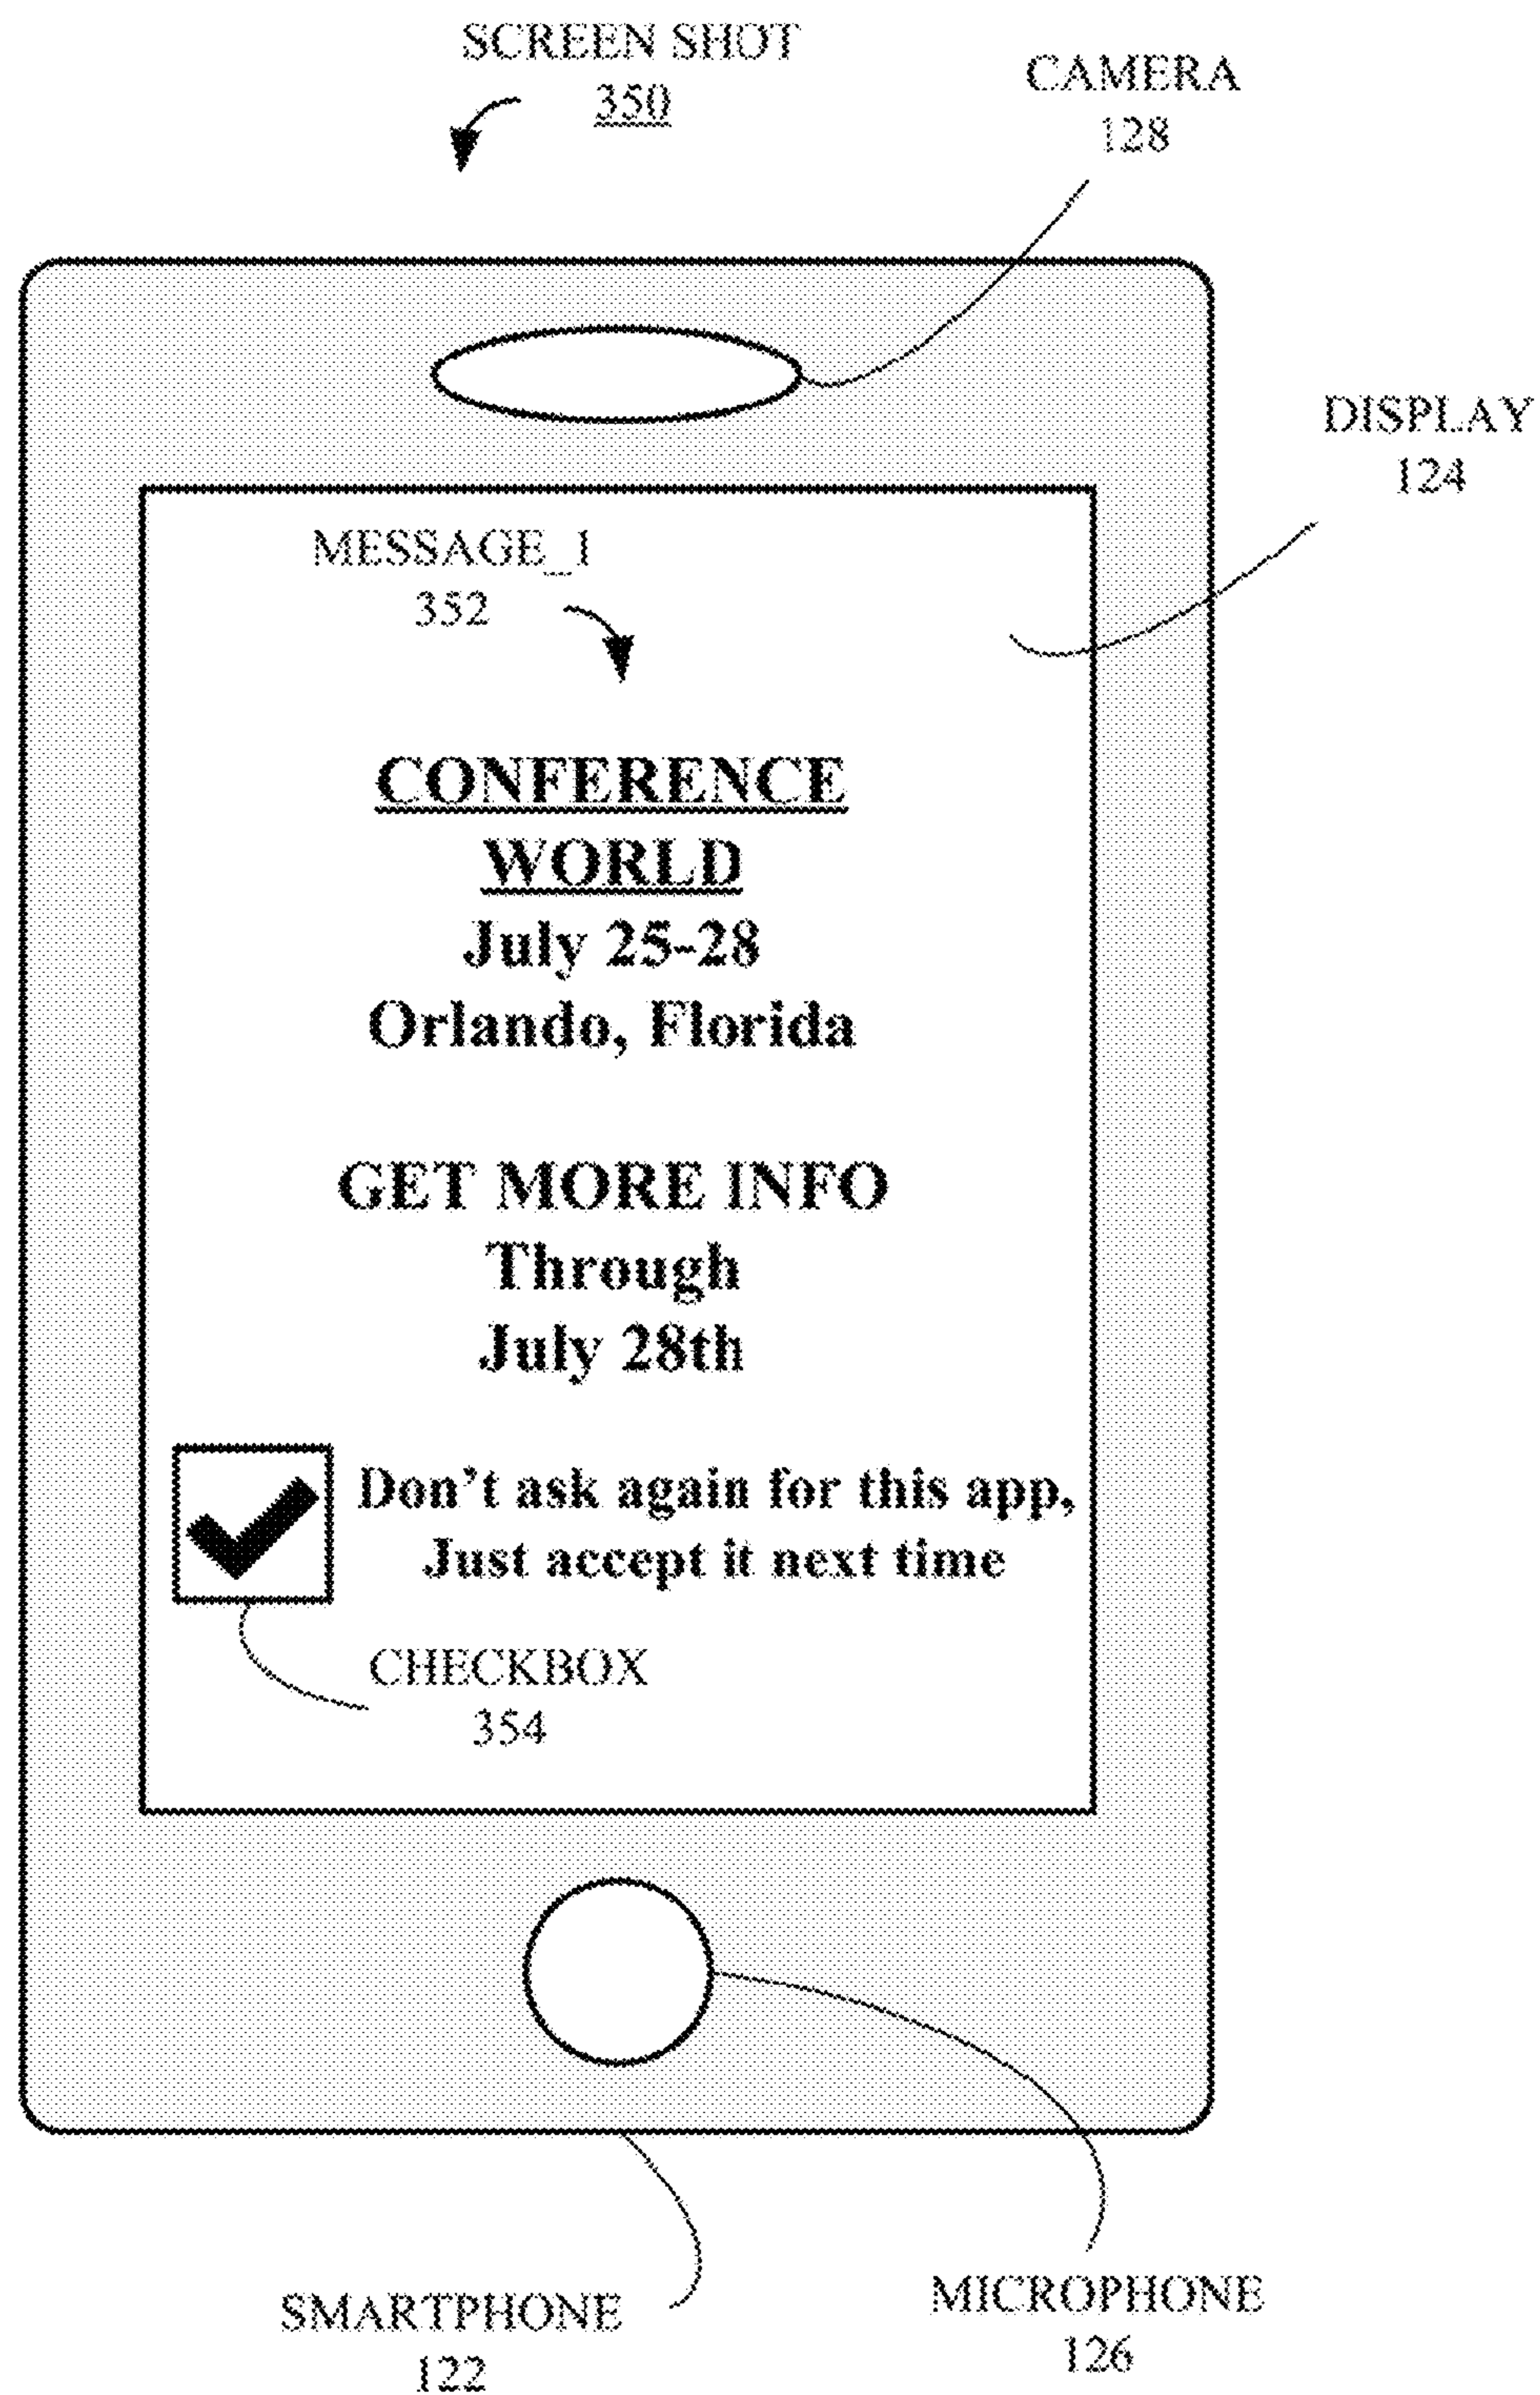 SCREEN SHOT
350
CAMERA
128
DISPLAY
124
MESSAGE_1
352
CONFERENCE
WORLD
July 25-28
Orlando, Florida
GET MORE INFO
Through
July 28th
Don't ask again for this app,
Just accept it next time
CHECKBOX
354
SMARTPHONE
122
MICROPHONE
126